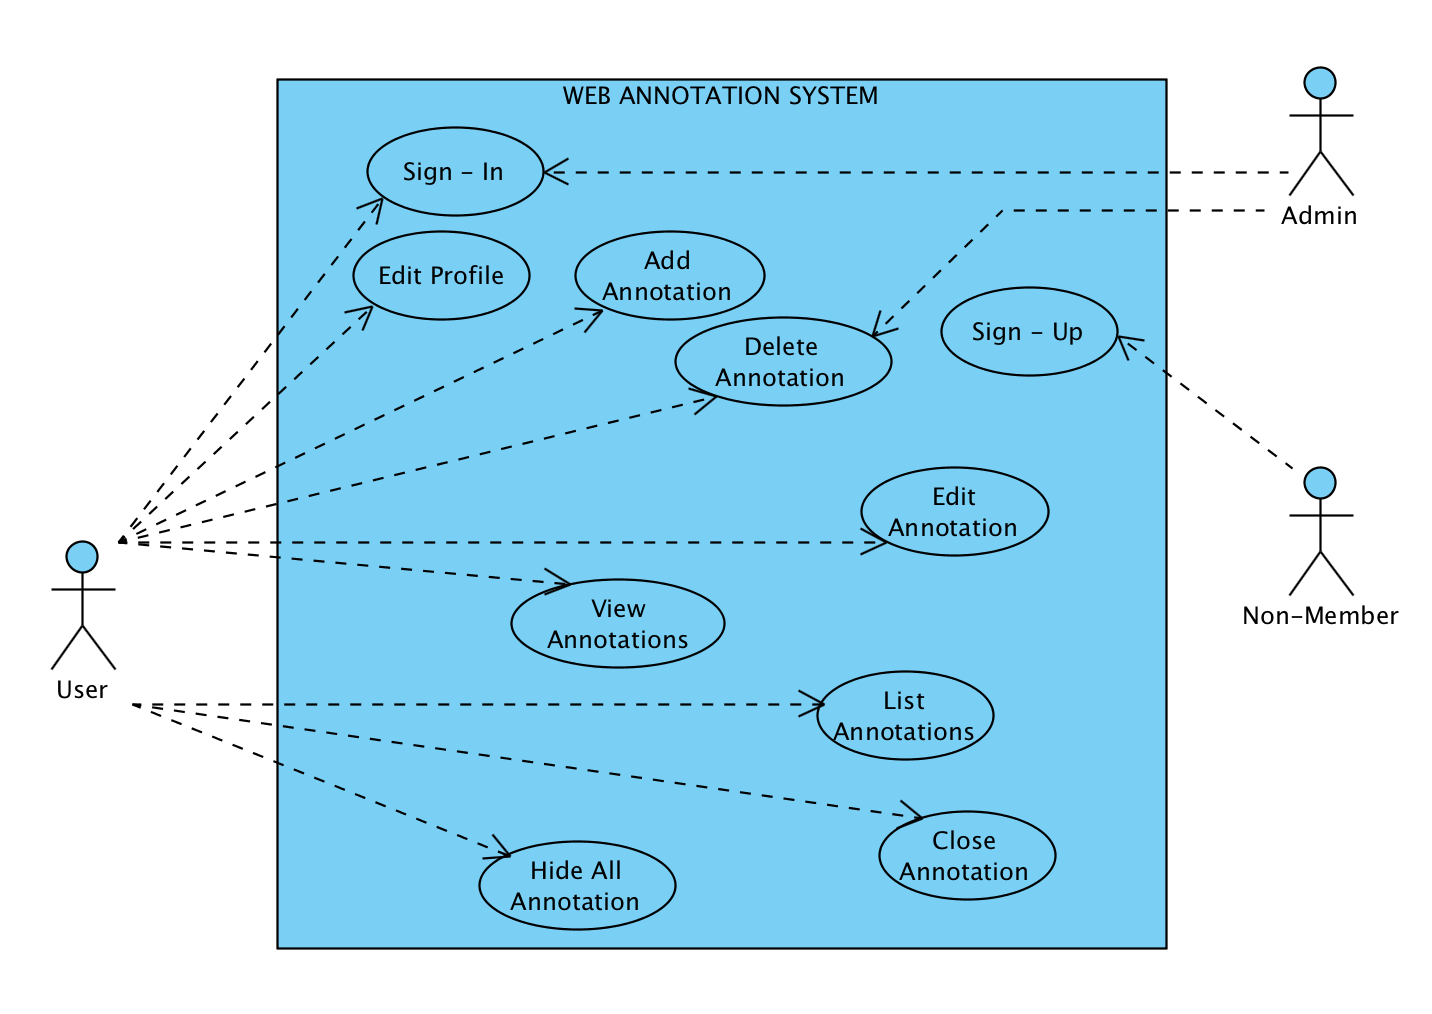 WEB ANNOTATION SYSTEM
Sign - In
Admin
Edit Profile
Add
Annotation
Sign - Up
Delete
Annotation
Edit
Annotation
View
Annotations
Non-Member
User
List
Annotations
Close
Annotation
Hide All
Annotation